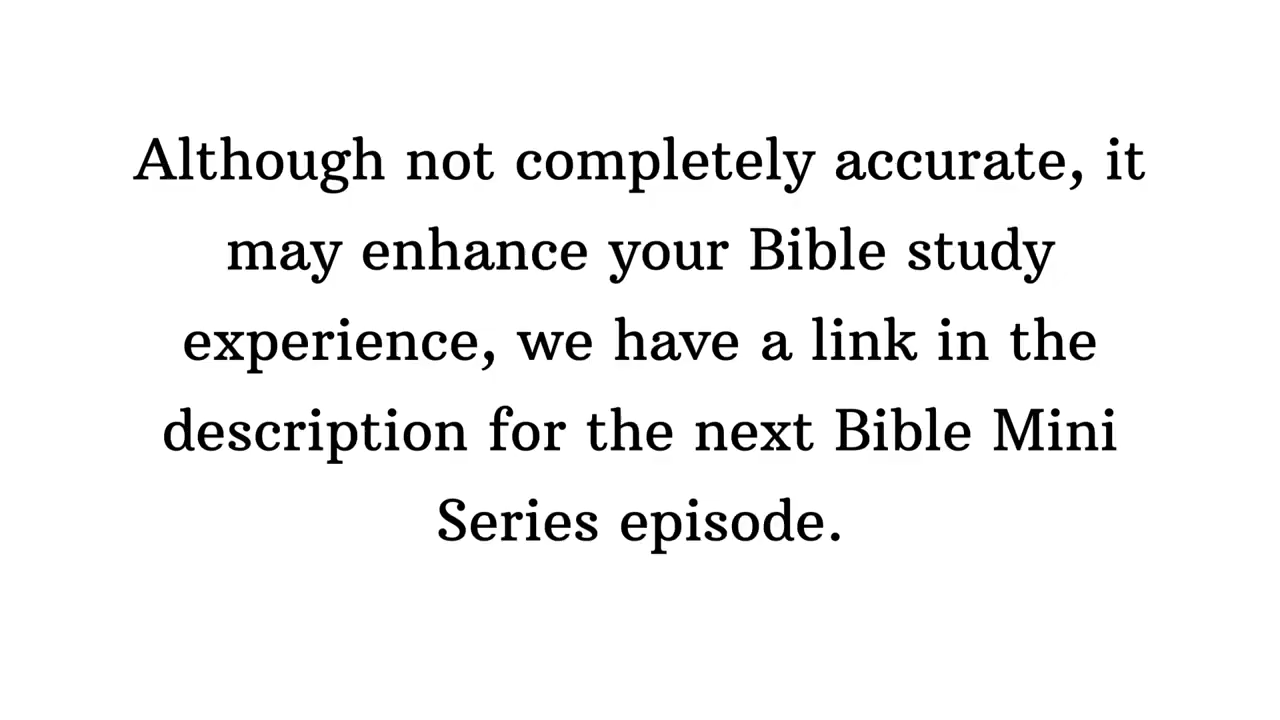 Although not completely accurate, it
may enhance your Bible study
experience, we have a link in the
description for the next Bible Mini
Series episode.